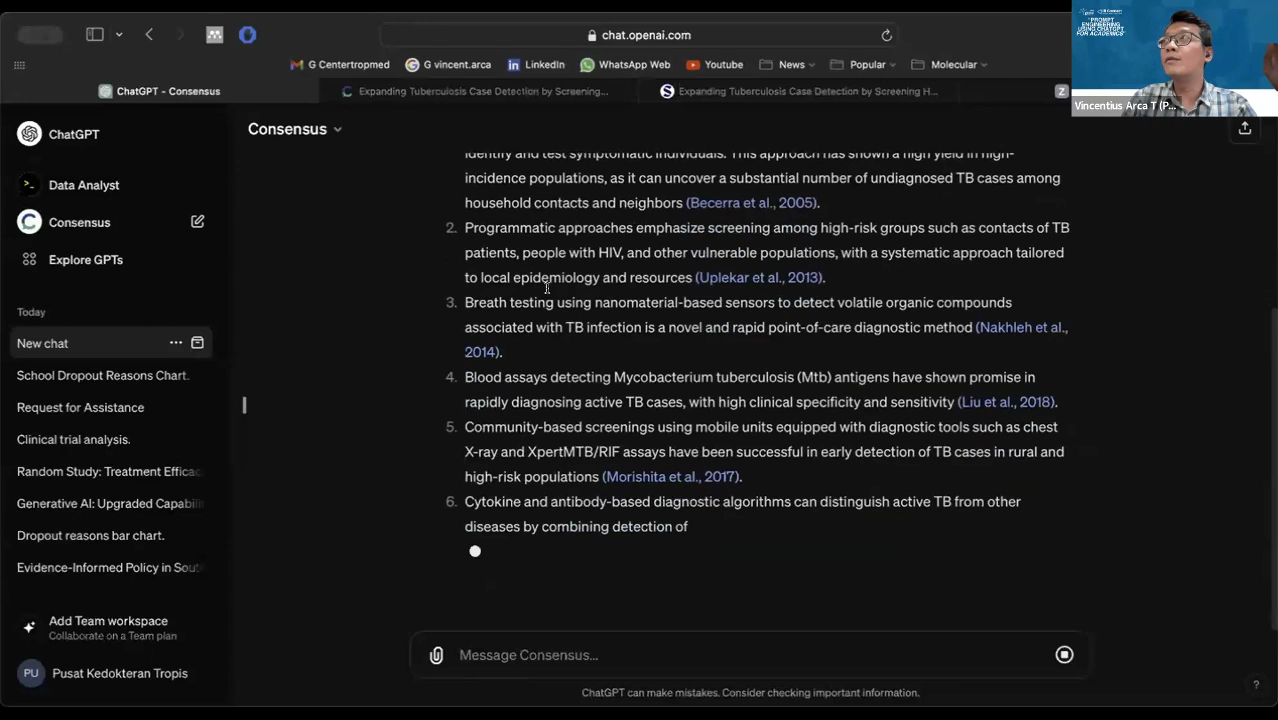 chat.openai.com
G Centertropmed
G vincent.arca
LinkedIn
WhatsApp Web
YouTube
News
Popular
Molecular
ChatGPT - Consensus
Expanding Tuberculosis Case Detection by Screening...
Expanding Tuberculosis Case Detection by Screening H...
PROMPT
ENGINEERING
USING CHATGPT
FOR ACADEMICS
Vincentius Arca T (P...
ChatGPT
Data Analyst
Consensus
Explore GPTs
Today
New chat
School Dropout Reasons Chart.
Request for Assistance
Clinical trial analysis.
Random Study: Treatment Efficac
Generative AI: Upgraded Capabili
Dropout reasons bar chart.
Evidence-Informed Policy in Sout
Add Team workspace
Collaborate on a Team plan
PU
Pusat Kedokteran Tropis
Consensus
identify and test symptomatic individuals. This approach has shown a high yield in high-
incidence populations, as it can uncover a substantial number of undiagnosed TB cases among
household contacts and neighbors (Becerra et al., 2005).
2. Programmatic approaches emphasize screening among high-risk groups such as contacts of TB
patients, people with HIV, and other vulnerable populations, with a systematic approach tailored
to local epidemiology and resources (Uplekar et al., 2013).
3. Breath testing using nanomaterial-based sensors to detect volatile organic compounds
associated with TB infection is a novel and rapid point-of-care diagnostic method (Nakhleh et al.,
2014).
4. Blood assays detecting Mycobacterium tuberculosis (Mtb) antigens have shown promise in
rapidly diagnosing active TB cases, with high clinical specificity and sensitivity (Liu et al., 2018).
5. Community-based screenings using mobile units equipped with diagnostic tools such as chest
X-ray and XpertMTB/RIF assays have been successful in early detection of TB cases in rural and
high-risk populations (Morishita et al., 2017).
6. Cytokine and antibody-based diagnostic algorithms can distinguish active TB from other
diseases by combining detection of
Message Consensus...
ChatGPT can make mistakes. Consider checking important information.
?